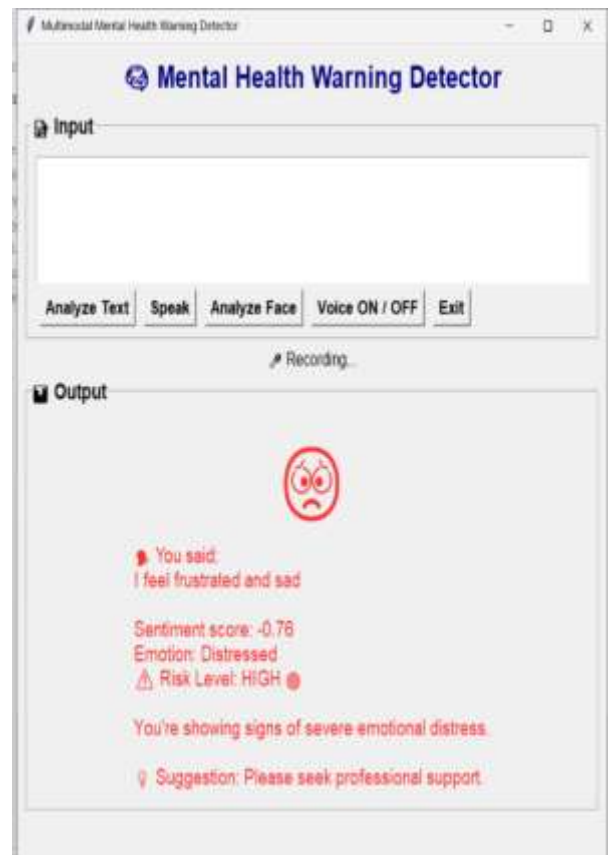 Multimodal Mental Health Warning Detector
Mental Health Warning Detector
Input
Analyze Text Speak Analyze Face Voice ON / OFF Exit
Recording...
Output
You said:
I feel frustrated and sad
Sentiment score: -0.76
Emotion: Distressed
Risk Level: HIGH
You're showing signs of severe emotional distress.
Suggestion: Please seek professional support.